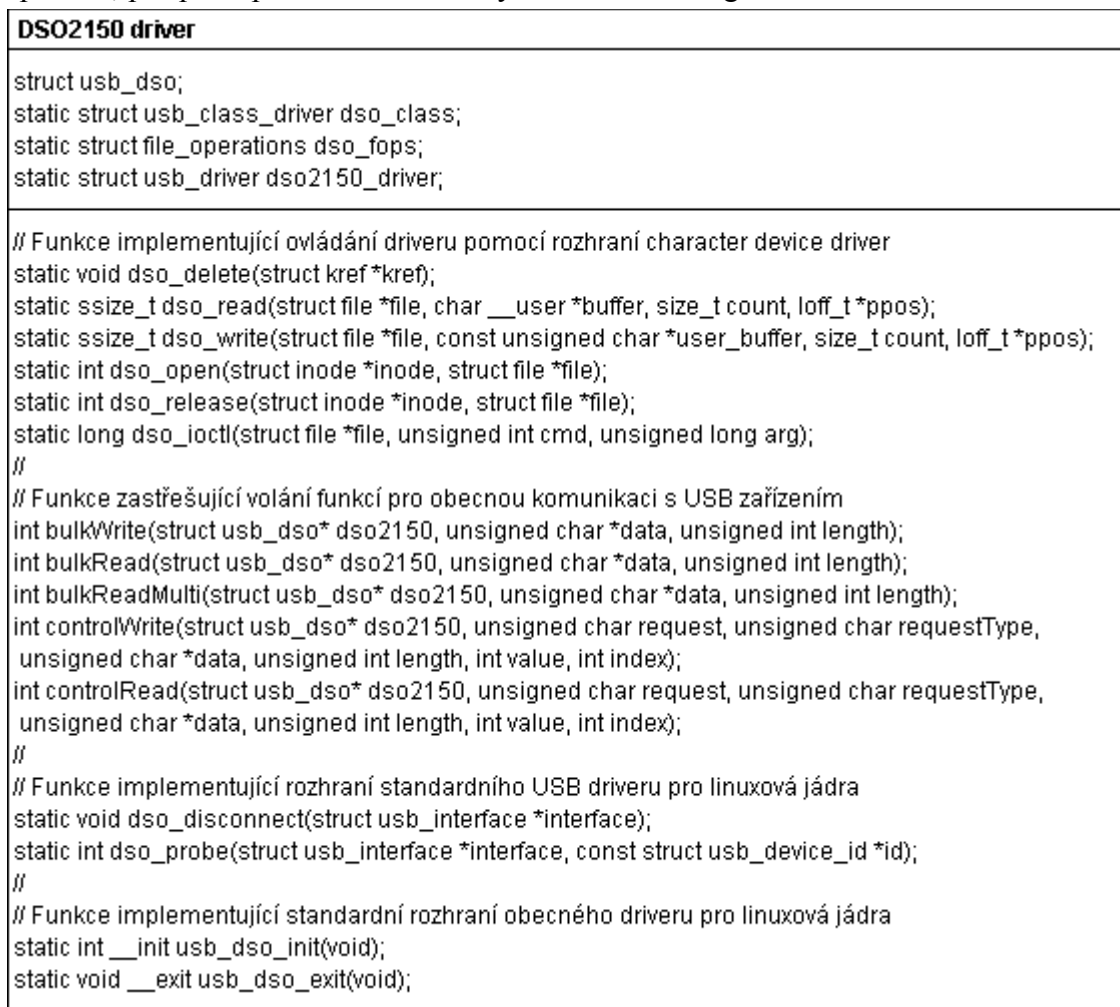 DSO2150 driver
struct usb_dso;
static struct usb_class_driver dso_class;
static struct file_operations dso_fops;
static struct usb_driver dso2150_driver;
// Funkce implementující ovládání driveru pomocí rozhraní character device driver
static void dso_delete(struct kref *kref);
static ssize_t dso_read(struct file *file, char __user *buffer, size_t count, loff_t *ppos);
static ssize_t dso_write(struct file *file, const unsigned char *user_buffer, size_t count, loff_t *ppos);
static int dso_open(struct inode *inode, struct file *file);
static int dso_release(struct inode *inode, struct file *file);
static long dso_ioctl(struct file *file, unsigned int cmd, unsigned long arg);
//
// Funkce zastřešující volání funkcí pro obecnou komunikaci s USB zařízením
int bulkWrite(struct usb_dso* dso2150, unsigned char *data, unsigned int length);
int bulkRead(struct usb_dso* dso2150, unsigned char *data, unsigned int length);
int bulkReadMulti(struct usb_dso* dso2150, unsigned char *data, unsigned int length);
int controlWrite(struct usb_dso* dso2150, unsigned char request, unsigned char requestType,
unsigned char *data, unsigned int length, int value, int index);
int controlRead(struct usb_dso* dso2150, unsigned char request, unsigned char requestType,
unsigned char *data, unsigned int length, int value, int index);
//
// Funkce implementující rozhraní standardního USB driveru pro linuxová jádra
static void dso_disconnect(struct usb_interface *interface);
static int dso_probe(struct usb_interface *interface, const struct usb_device_id *id);
//
// Funkce implementující standardní rozhraní obecného driveru pro linuxová jádra
static int __init usb_dso_init(void);
static void __exit usb_dso_exit(void);